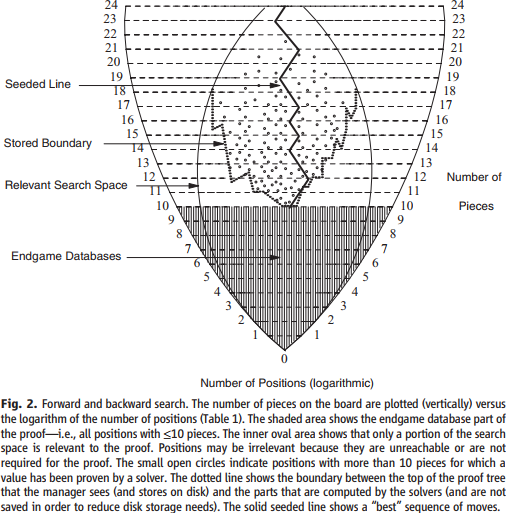 24 24
23 23
22 22
21 21
20 20
19 19
Seeded Line
18 18
17 17
16 16
15 15
Stored Boundary
14 14
13 13
12 12
Number of
Relevant Search Space
11 11
10 10
Pieces
9 9
8 8
7 7
Endgame Databases
6 6
5 5
4 4
3 3
2 2
1 1
0
Number of Positions (logarithmic)
Fig. 2. Forward and backward search. The number of pieces on the board are plotted (vertically) versus
the logarithm of the number of positions (Table 1). The shaded area shows the endgame database part of
the proof—i.e., all positions with ≤10 pieces. The inner oval area shows that only a portion of the search
space is relevant to the proof. Positions may be irrelevant because they are unreachable or are not
required for the proof. The small open circles indicate positions with more than 10 pieces for which a
value has been proven by a solver. The dotted line shows the boundary between the top of the proof tree
that the manager sees (and stores on disk) and the parts that are computed by the solvers (and are not
saved in order to reduce disk storage needs). The solid seeded line shows a “best” sequence of moves.